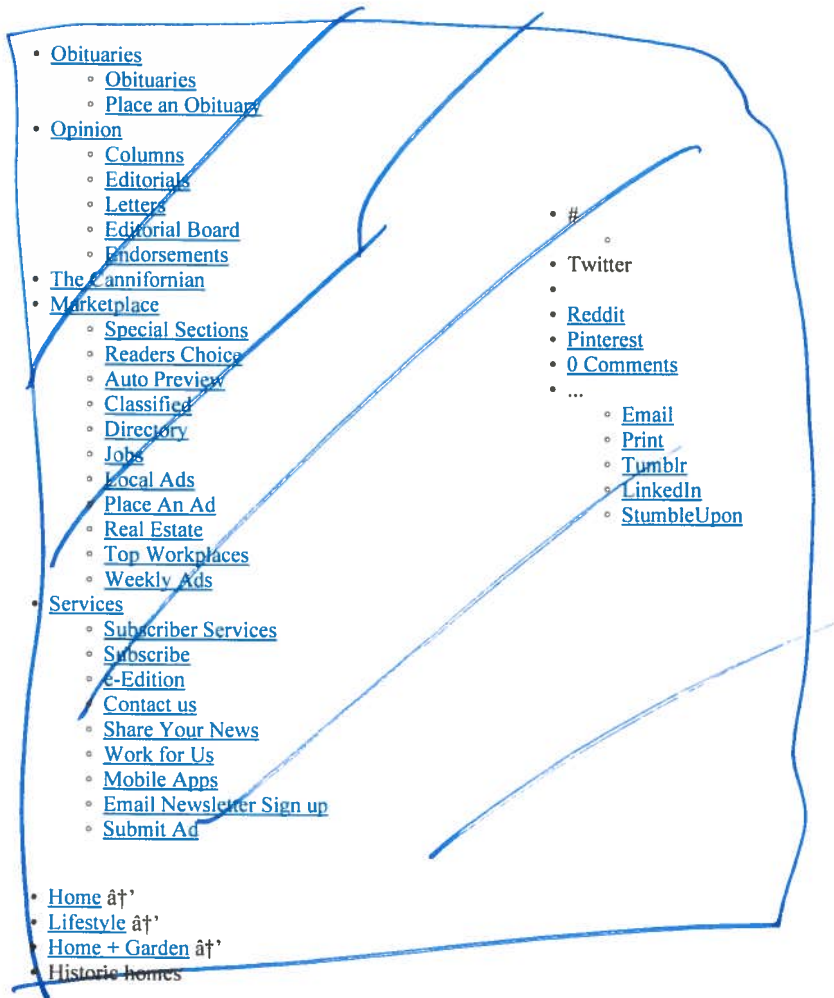 • Obituaries
◦ Obituaries
◦ Place an Obituary
• Opinion
◦ Columns
◦ Editorials
◦ Letters
◦ Editorial Board
◦ Endorsements
• The Cannifornian
• Marketplace
◦ Special Sections
◦ Readers Choice
◦ Auto Preview
◦ Classified
◦ Directory
◦ Jobs
◦ Local Ads
◦ Place An Ad
◦ Real Estate
◦ Top Workplaces
◦ Weekly Ads
• Services
◦ Subscriber Services
◦ Subscribe
◦ e-Edition
◦ Contact us
◦ Share Your News
◦ Work for Us
◦ Mobile Apps
◦ Email Newsletter Sign up
◦ Submit Ad
• #
◦
• Twitter
•
• Reddit
• Pinterest
• 0 Comments
• ...
◦ Email
◦ Print
◦ Tumblr
◦ LinkedIn
◦ StumbleUpon
• Home â†’
• Lifestyle â†’
• Home + Garden â†’
• Historic homes